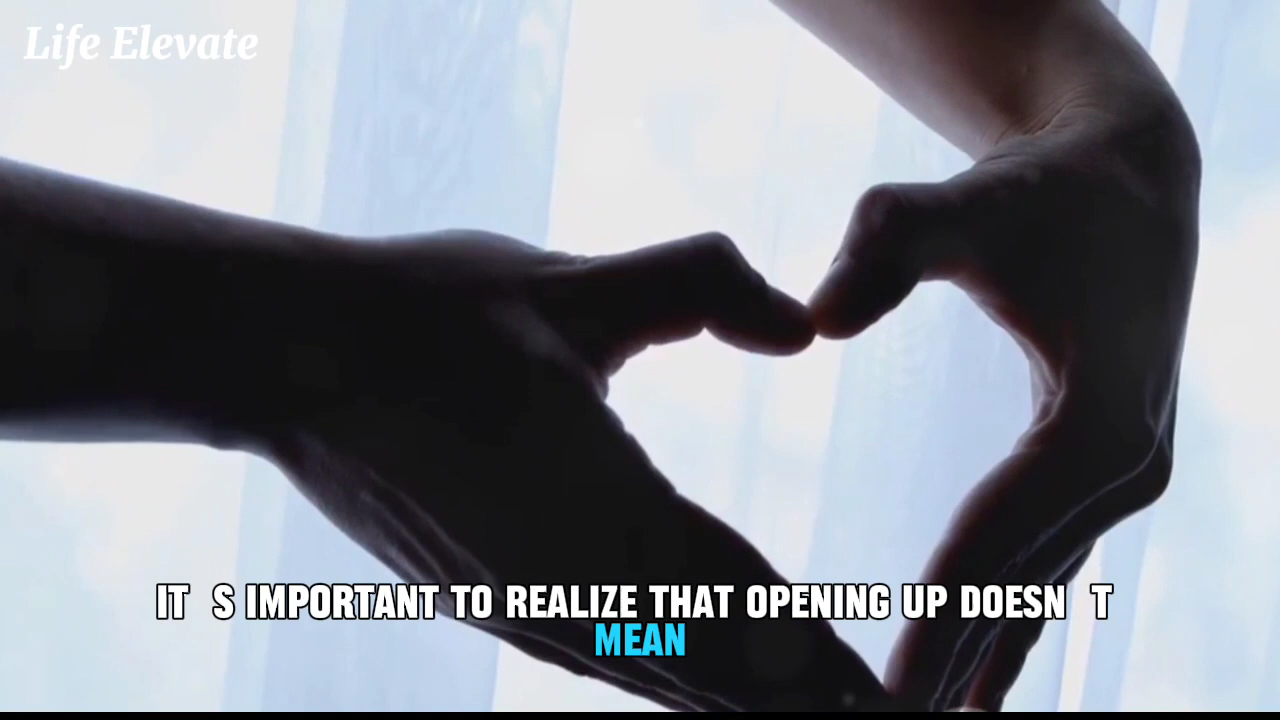 Life Elevate
IT S IMPORTANT TO REALIZE THAT OPENING UP DOESN T
MEAN